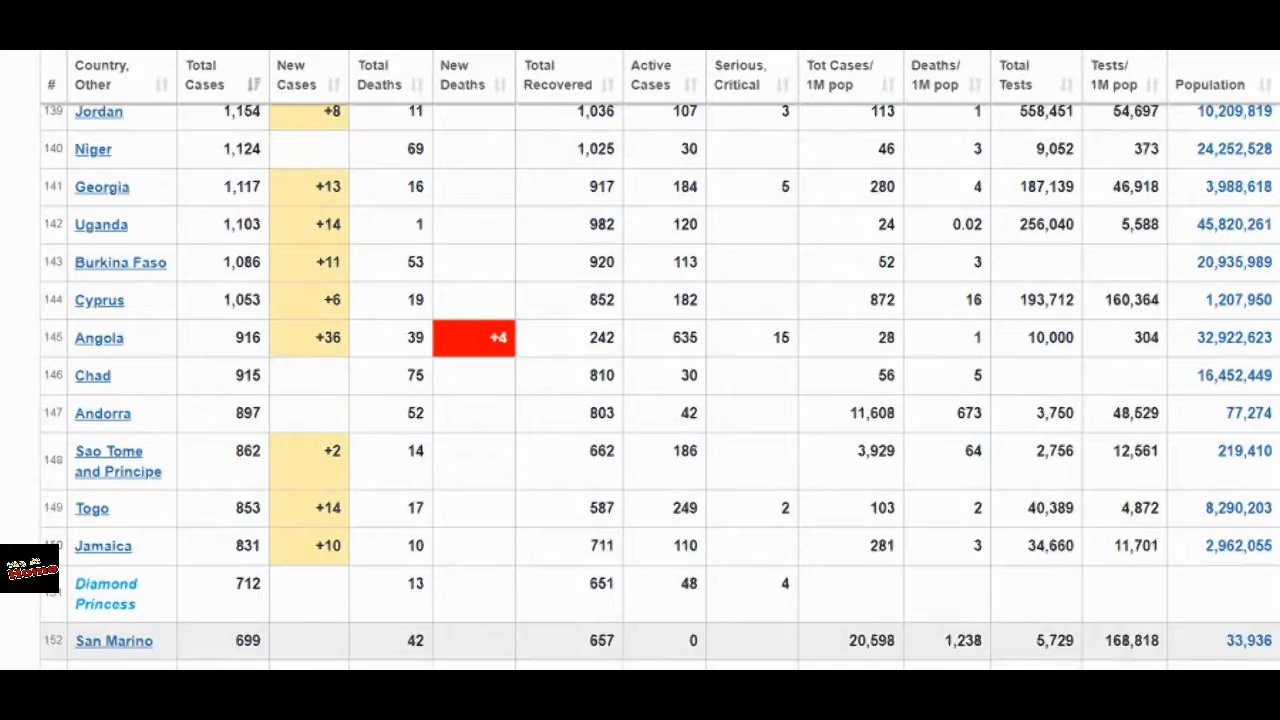 # Country, Other Total Cases New Cases Total Deaths New Deaths Total Recovered Active Cases Serious, Critical Tot Cases/ 1M pop Deaths/ 1M pop Total Tests Tests/ 1M pop Population
139 Jordan 1,154 +8 11 1,036 107 3 113 1 558,451 54,697 10,209,819
140 Niger 1,124 69 1,025 30 46 3 9,052 373 24,252,528
141 Georgia 1,117 +13 16 917 184 5 280 4 187,139 46,918 3,988,618
142 Uganda 1,103 +14 1 982 120 24 0.02 256,040 5,588 45,820,261
143 Burkina Faso 1,086 +11 53 920 113 52 3 20,935,989
144 Cyprus 1,053 +6 19 852 182 872 16 193,712 160,364 1,207,950
145 Angola 916 +36 39 +4 242 635 15 28 1 10,000 304 32,922,623
146 Chad 915 75 810 30 56 5 16,452,449
147 Andorra 897 52 803 42 11,608 673 3,750 48,529 77,274
148 Sao Tome and Principe 862 +2 14 662 186 3,929 64 2,756 12,561 219,410
149 Togo 853 +14 17 587 249 2 103 2 40,389 4,872 8,290,203
Jamaica 831 +10 10 711 110 281 3 34,660 11,701 2,962,055
Diamond Princess 712 13 651 48 4
152 San Marino 699 42 657 0 20,598 1,238 5,729 168,818 33,936
Home